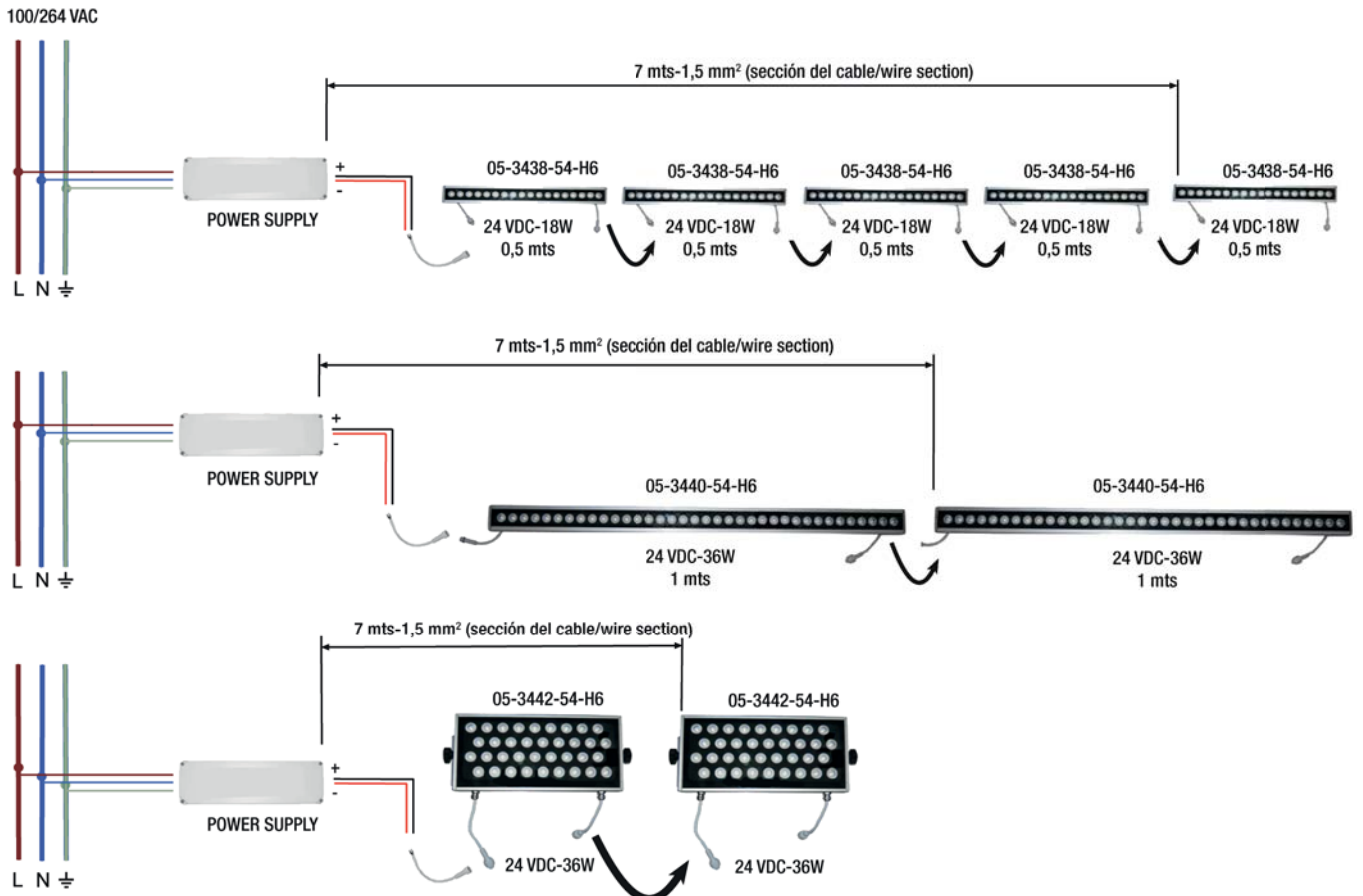 100/264 VAC
7 mts-1,5 mm² (sección del cable/wire section)
05-3438-54-H6 05-3438-54-H6 05-3438-54-H6 05-3438-54-H6 05-3438-54-H6
+
-
POWER SUPPLY
24 VDC-18W 24 VDC-18W 24 VDC-18W 24 VDC-18W 24 VDC-18W
0,5 mts 0,5 mts 0,5 mts 0,5 mts 0,5 mts
L N
7 mts-1,5 mm² (sección del cable/wire section)
+
-
POWER SUPPLY
05-3440-54-H6 05-3440-54-H6
24 VDC-36W 24 VDC-36W
1 mts 1 mts
L N
7 mts-1,5 mm² (sección del cable/wire section)
05-3442-54-H6 05-3442-54-H6
+
-
POWER SUPPLY
24 VDC-36W 24 VDC-36W
L N